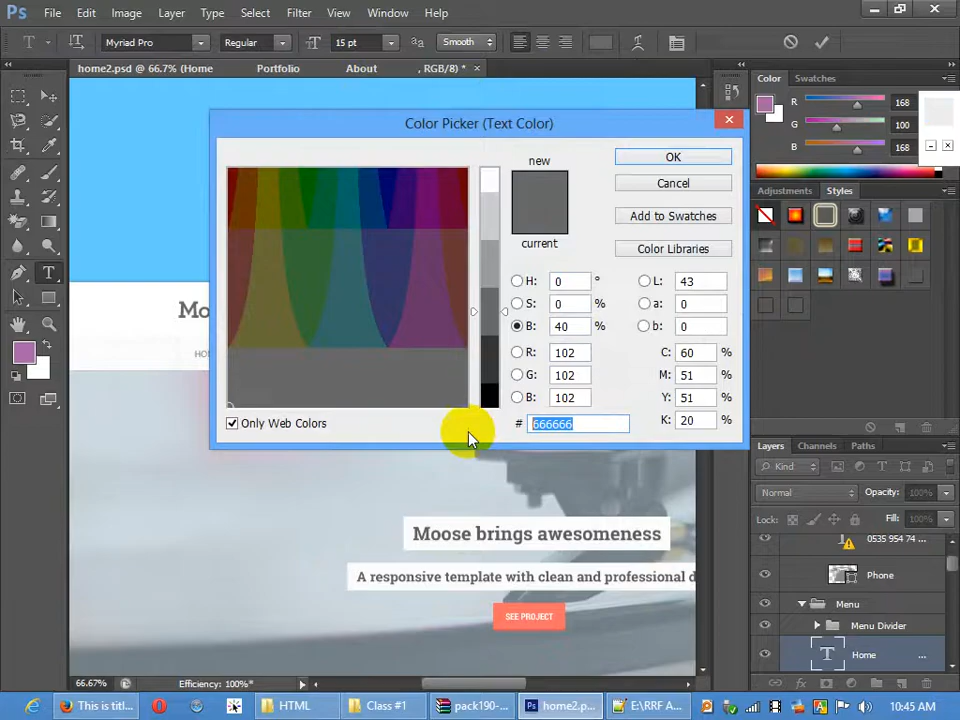 Ps File Edit Image Layer Type Select Filter View Window Help
T Myriad Pro Regular 15 pt aa Smooth
home2.psd @ 66.7% (Home Portfolio About , RGB/8) * ×
Color Swatches
R 168
G 100
B 168
Adjustments Styles
Color Picker (Text Color)
new
current
OK
Cancel
Add to Swatches
Color Libraries
H: 0 °
S: 0 %
B: 40 %
R: 102
G: 102
B: 102
L: 43
a: 0
b: 0
C: 60 %
M: 51 %
Y: 51 %
K: 20 %
# 666666
Only Web Colors
Mo
HO
Moose brings awesomeness
A responsive template with clean and professional d
SEE PROJECT
Layers Channels Paths
Kind
Normal Opacity: 100%
Lock: Fill: 100%
0535 954 74 ...
Phone
Menu
Menu Divider
T Home ...
66.67% Efficiency: 100%*
This is titl... HTML Class #1 pack190-... home2.p... E:\RRF A... 10:45 AM